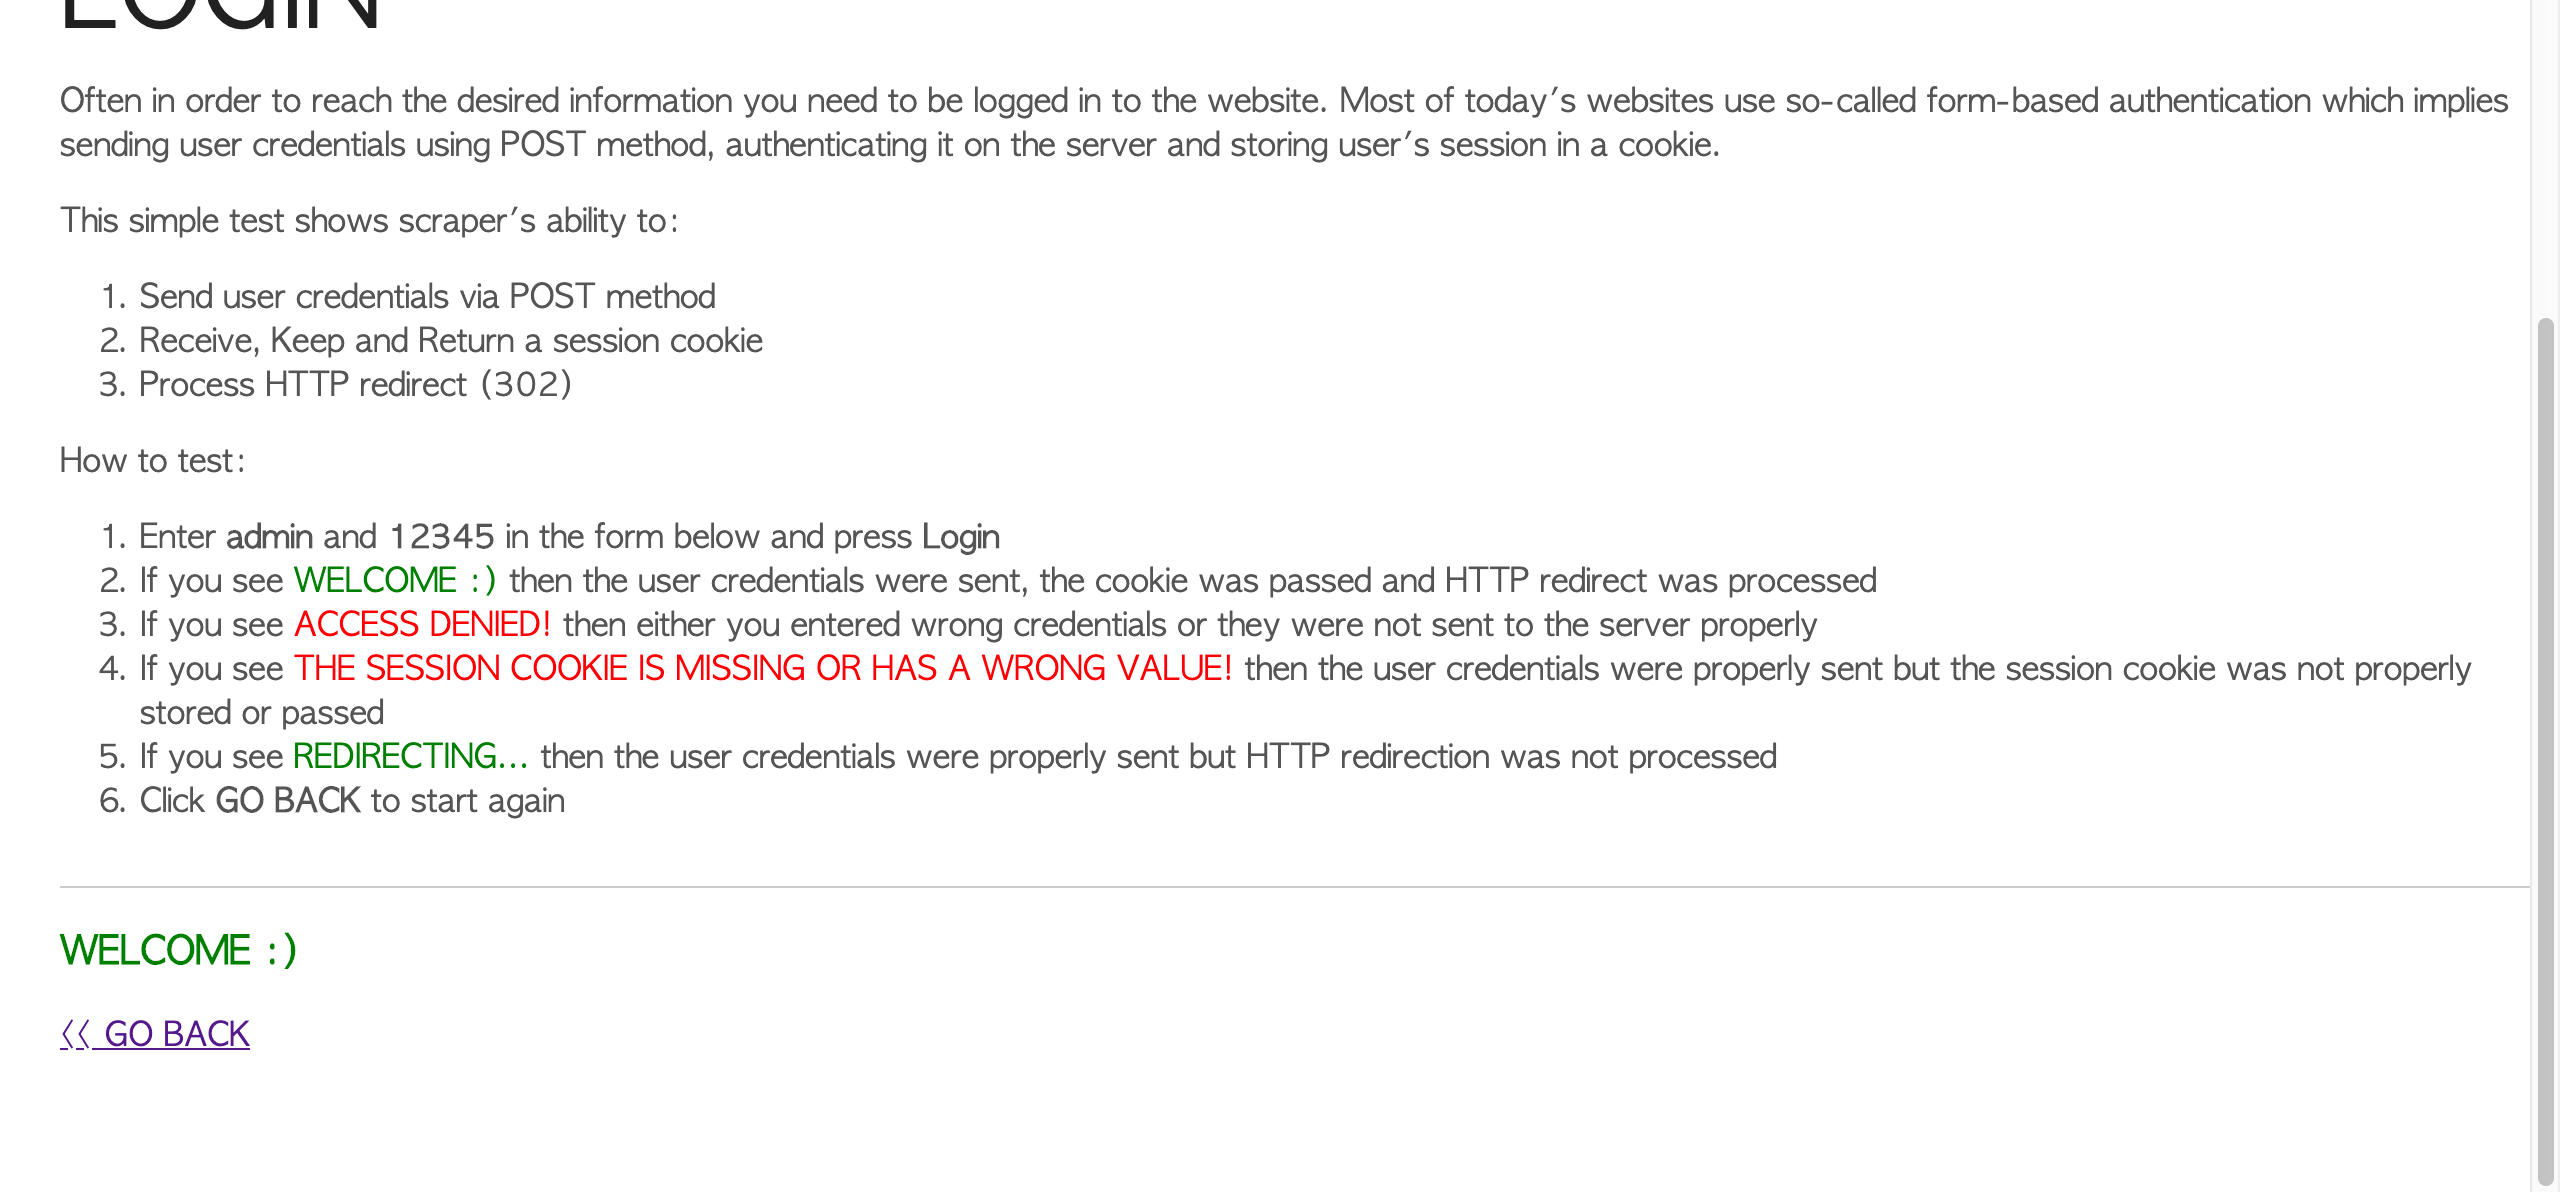 LOGIN
Often in order to reach the desired information you need to be logged in to the website. Most of today's websites use so-called form-based authentication which implies
sending user credentials using POST method, authenticating it on the server and storing user's session in a cookie.
This simple test shows scraper's ability to:
1. Send user credentials via POST method
2. Receive, Keep and Return a session cookie
3. Process HTTP redirect (302)
How to test:
1. Enter admin and 12345 in the form below and press Login
2. If you see WELCOME :) then the user credentials were sent, the cookie was passed and HTTP redirect was processed
3. If you see ACCESS DENIED! then either you entered wrong credentials or they were not sent to the server properly
4. If you see THE SESSION COOKIE IS MISSING OR HAS A WRONG VALUE! then the user credentials were properly sent but the session cookie was not properly
stored or passed
5. If you see REDIRECTING... then the user credentials were properly sent but HTTP redirection was not processed
6. Click GO BACK to start again
WELCOME :)
<< GO BACK